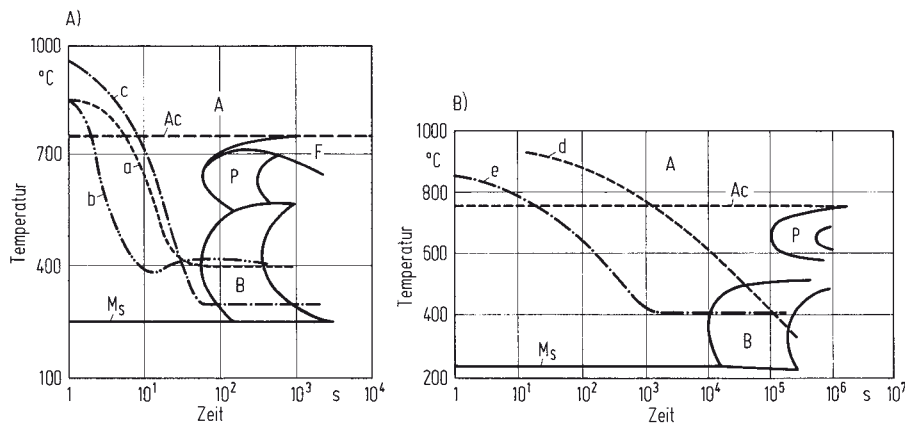 A)
1000
°C
700
400
100
Temperatur
c
A
Ac
a
F
P
b
B
Ms
1
10¹
10²
10³
s
10⁴
Zeit
B)
1000
°C
800
600
400
200
Temperatur
d
A
e
Ac
P
B
Ms
1
10¹
10²
10³
10⁴
10⁵
s
10⁶
10⁷
Zeit